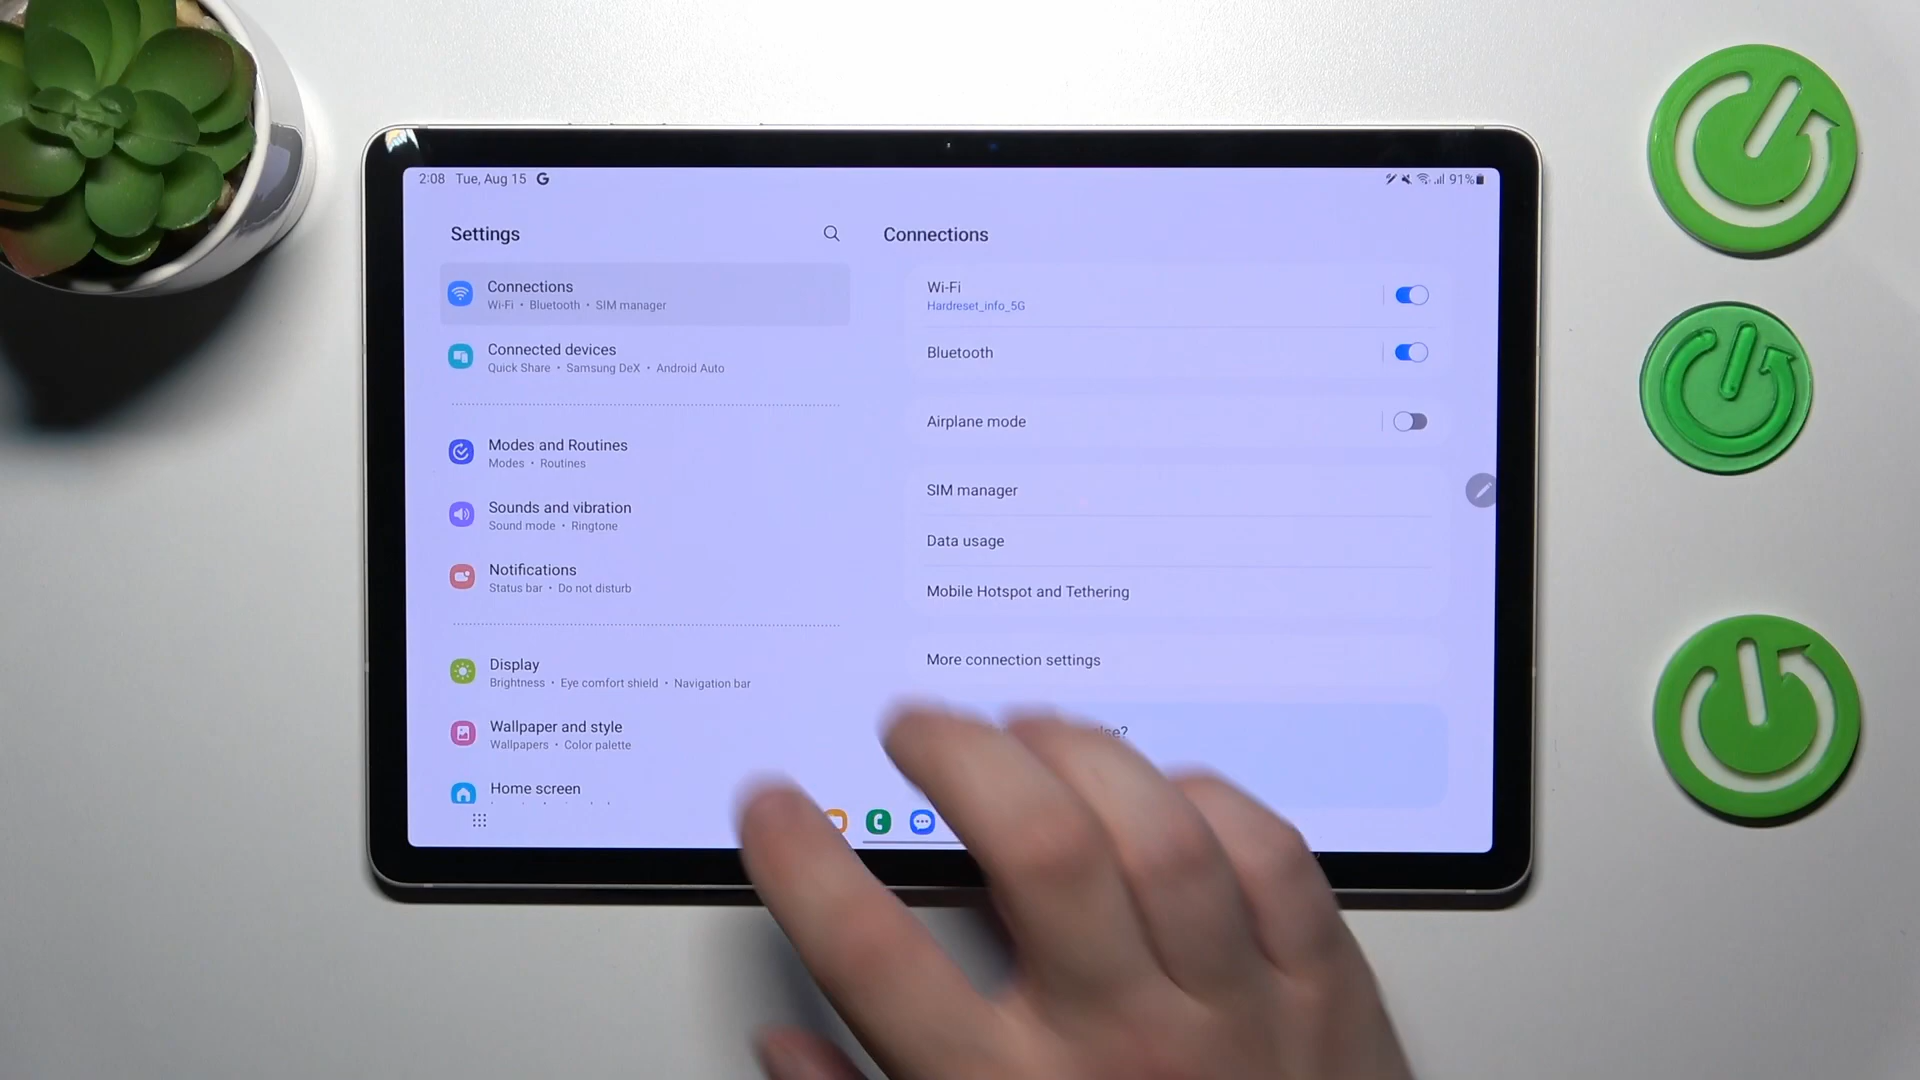 2:08 Tue, Aug 15 G
91%
Settings
Connections
Wi-Fi • Bluetooth • SIM manager
Connected devices
Quick Share • Samsung DeX • Android Auto
Modes and Routines
Modes • Routines
Sounds and vibration
Sound mode • Ringtone
Notifications
Status bar • Do not disturb
Display
Brightness • Eye comfort shield • Navigation bar
Wallpaper and style
Wallpapers • Color palette
Home screen
Connections
Wi-Fi
Hardreset_info_5G
Bluetooth
Airplane mode
SIM manager
Data usage
Mobile Hotspot and Tethering
More connection settings